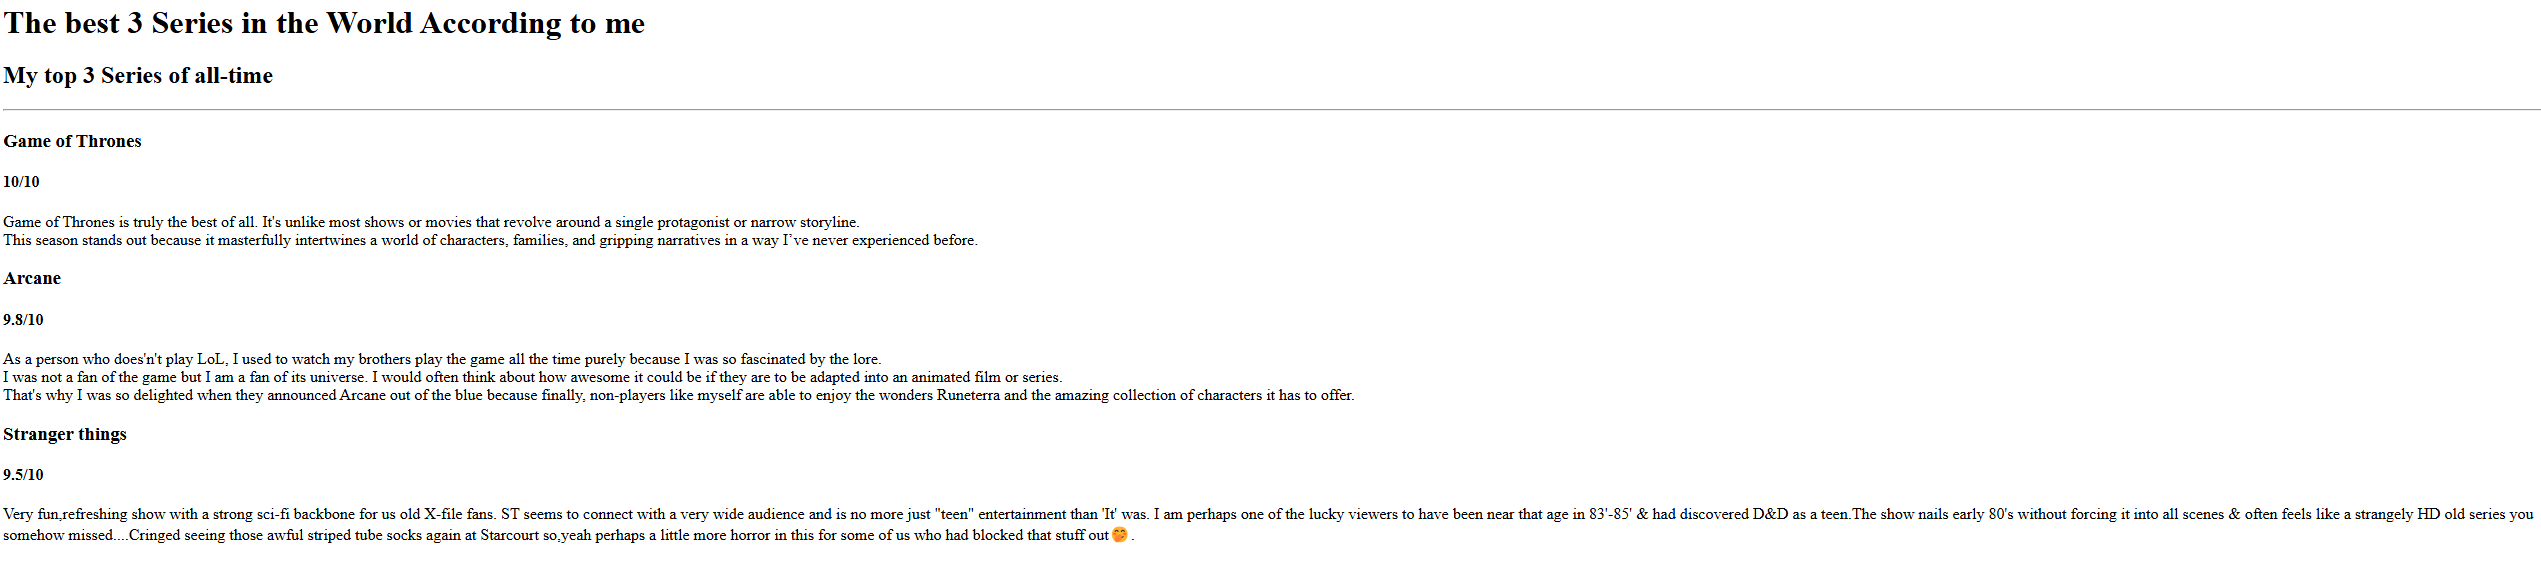 The best 3 Series in the World According to me
My top 3 Series of all-time
Game of Thrones
10/10
Game of Thrones is truly the best of all. It's unlike most shows or movies that revolve around a single protagonist or narrow storyline.
This season stands out because it masterfully intertwines a world of characters, families, and gripping narratives in a way I’ve never experienced before.
Arcane
9.8/10
As a person who does'n't play LoL, I used to watch my brothers play the game all the time purely because I was so fascinated by the lore.
I was not a fan of the game but I am a fan of its universe. I would often think about how awesome it could be if they are to be adapted into an animated film or series.
That's why I was so delighted when they announced Arcane out of the blue because finally, non-players like myself are able to enjoy the wonders Runeterra and the amazing collection of characters it has to offer.
Stranger things
9.5/10
Very fun,refreshing show with a strong sci-fi backbone for us old X-file fans. ST seems to connect with a very wide audience and is no more just "teen" entertainment than 'It' was. I am perhaps one of the lucky viewers to have been near that age in 83'-85' & had discovered D&D as a teen.The show nails early 80's without forcing it into all scenes & often feels like a strangely HD old series you
somehow missed....Cringed seeing those awful striped tube socks again at Starcourt so,yeah perhaps a little more horror in this for some of us who had blocked that stuff out 🤭 .